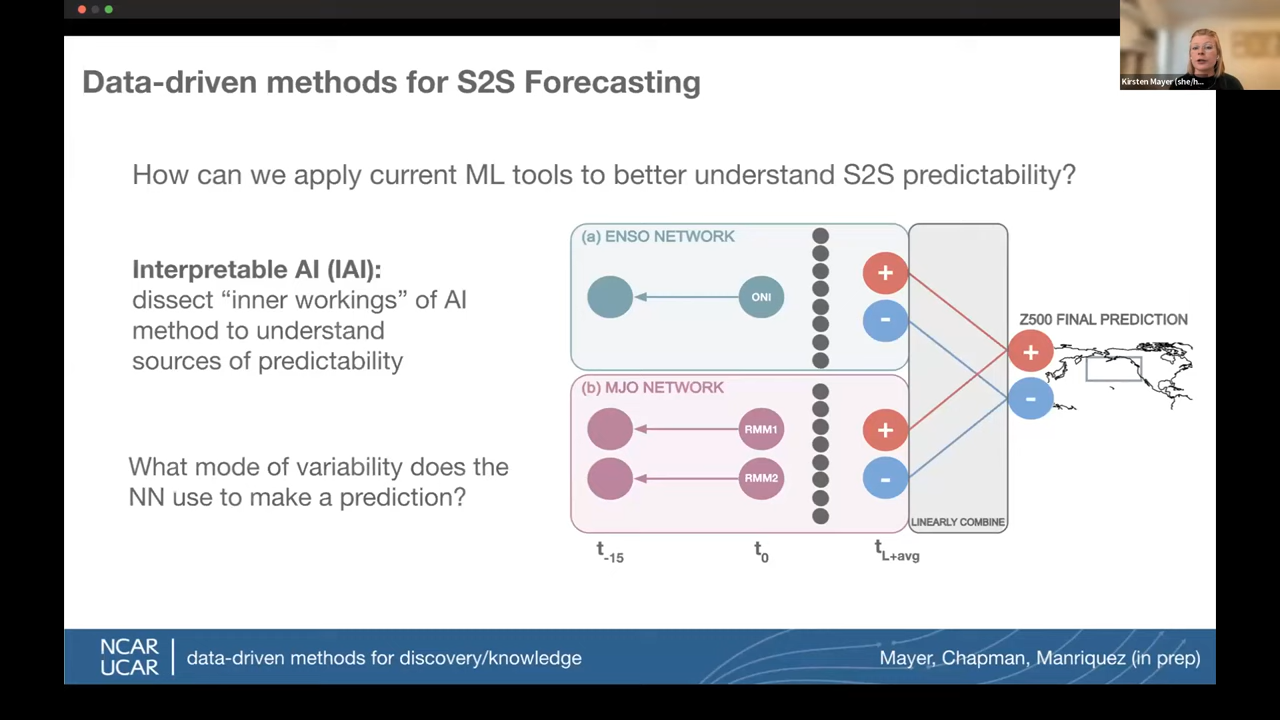 Kirsten Mayer (she/h...
Data-driven methods for S2S Forecasting
How can we apply current ML tools to better understand S2S predictability?
Interpretable AI (IAI):
dissect “inner workings” of AI
method to understand
sources of predictability
What mode of variability does the
NN use to make a prediction?
(a) ENSO NETWORK
ONI
+
-
(b) MJO NETWORK
RMM1
RMM2
+
-
LINEARLY COMBINE
Z500 FINAL PREDICTION
+
-
t-15
t0
tL+avg
NCAR
UCAR
data-driven methods for discovery/knowledge
Mayer, Chapman, Manriquez (in prep)